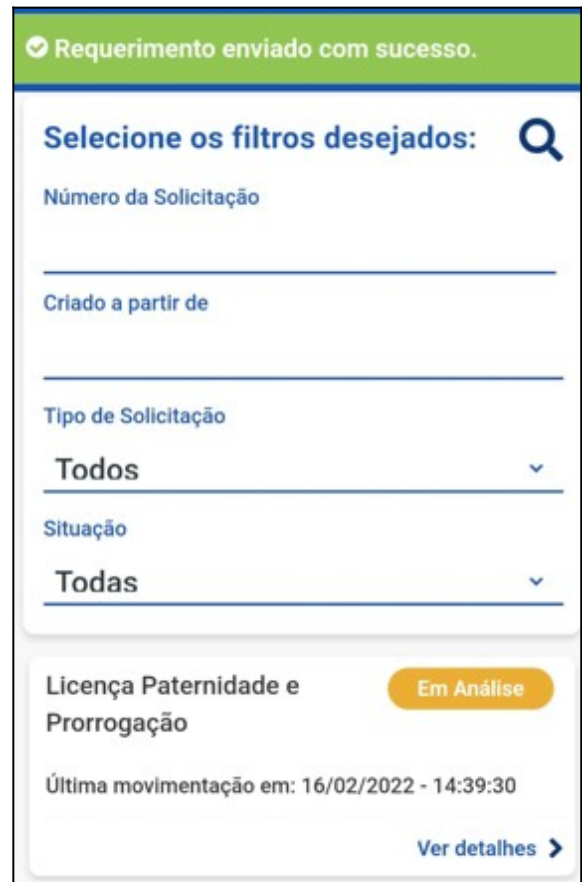 Requerimento enviado com sucesso.
Selecione os filtros desejados:
Número da Solicitação
Criado a partir de
Tipo de Solicitação
Todos
Situação
Todas
Licença Paternidade e
Prorrogação
Em Análise
Última movimentação em: 16/02/2022 - 14:39:30
Ver detalhes